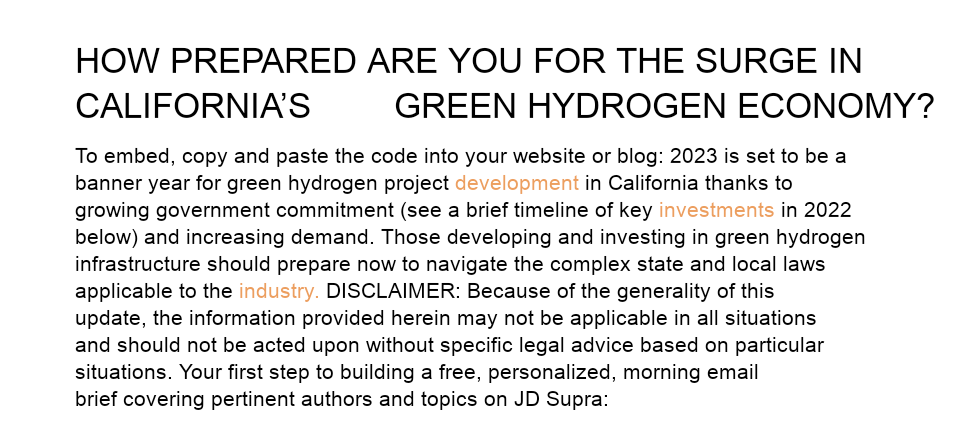 HOW PREPARED ARE YOU FOR THE SURGE IN
CALIFORNIA’S GREEN HYDROGEN ECONOMY?
To embed, copy and paste the code into your website or blog: 2023 is set to be a
banner year for green hydrogen project development in California thanks to
growing government commitment (see a brief timeline of key investments in 2022
below) and increasing demand. Those developing and investing in green hydrogen
infrastructure should prepare now to navigate the complex state and local laws
applicable to the industry. DISCLAIMER: Because of the generality of this
update, the information provided herein may not be applicable in all situations
and should not be acted upon without specific legal advice based on particular
situations. Your first step to building a free, personalized, morning email
brief covering pertinent authors and topics on JD Supra: